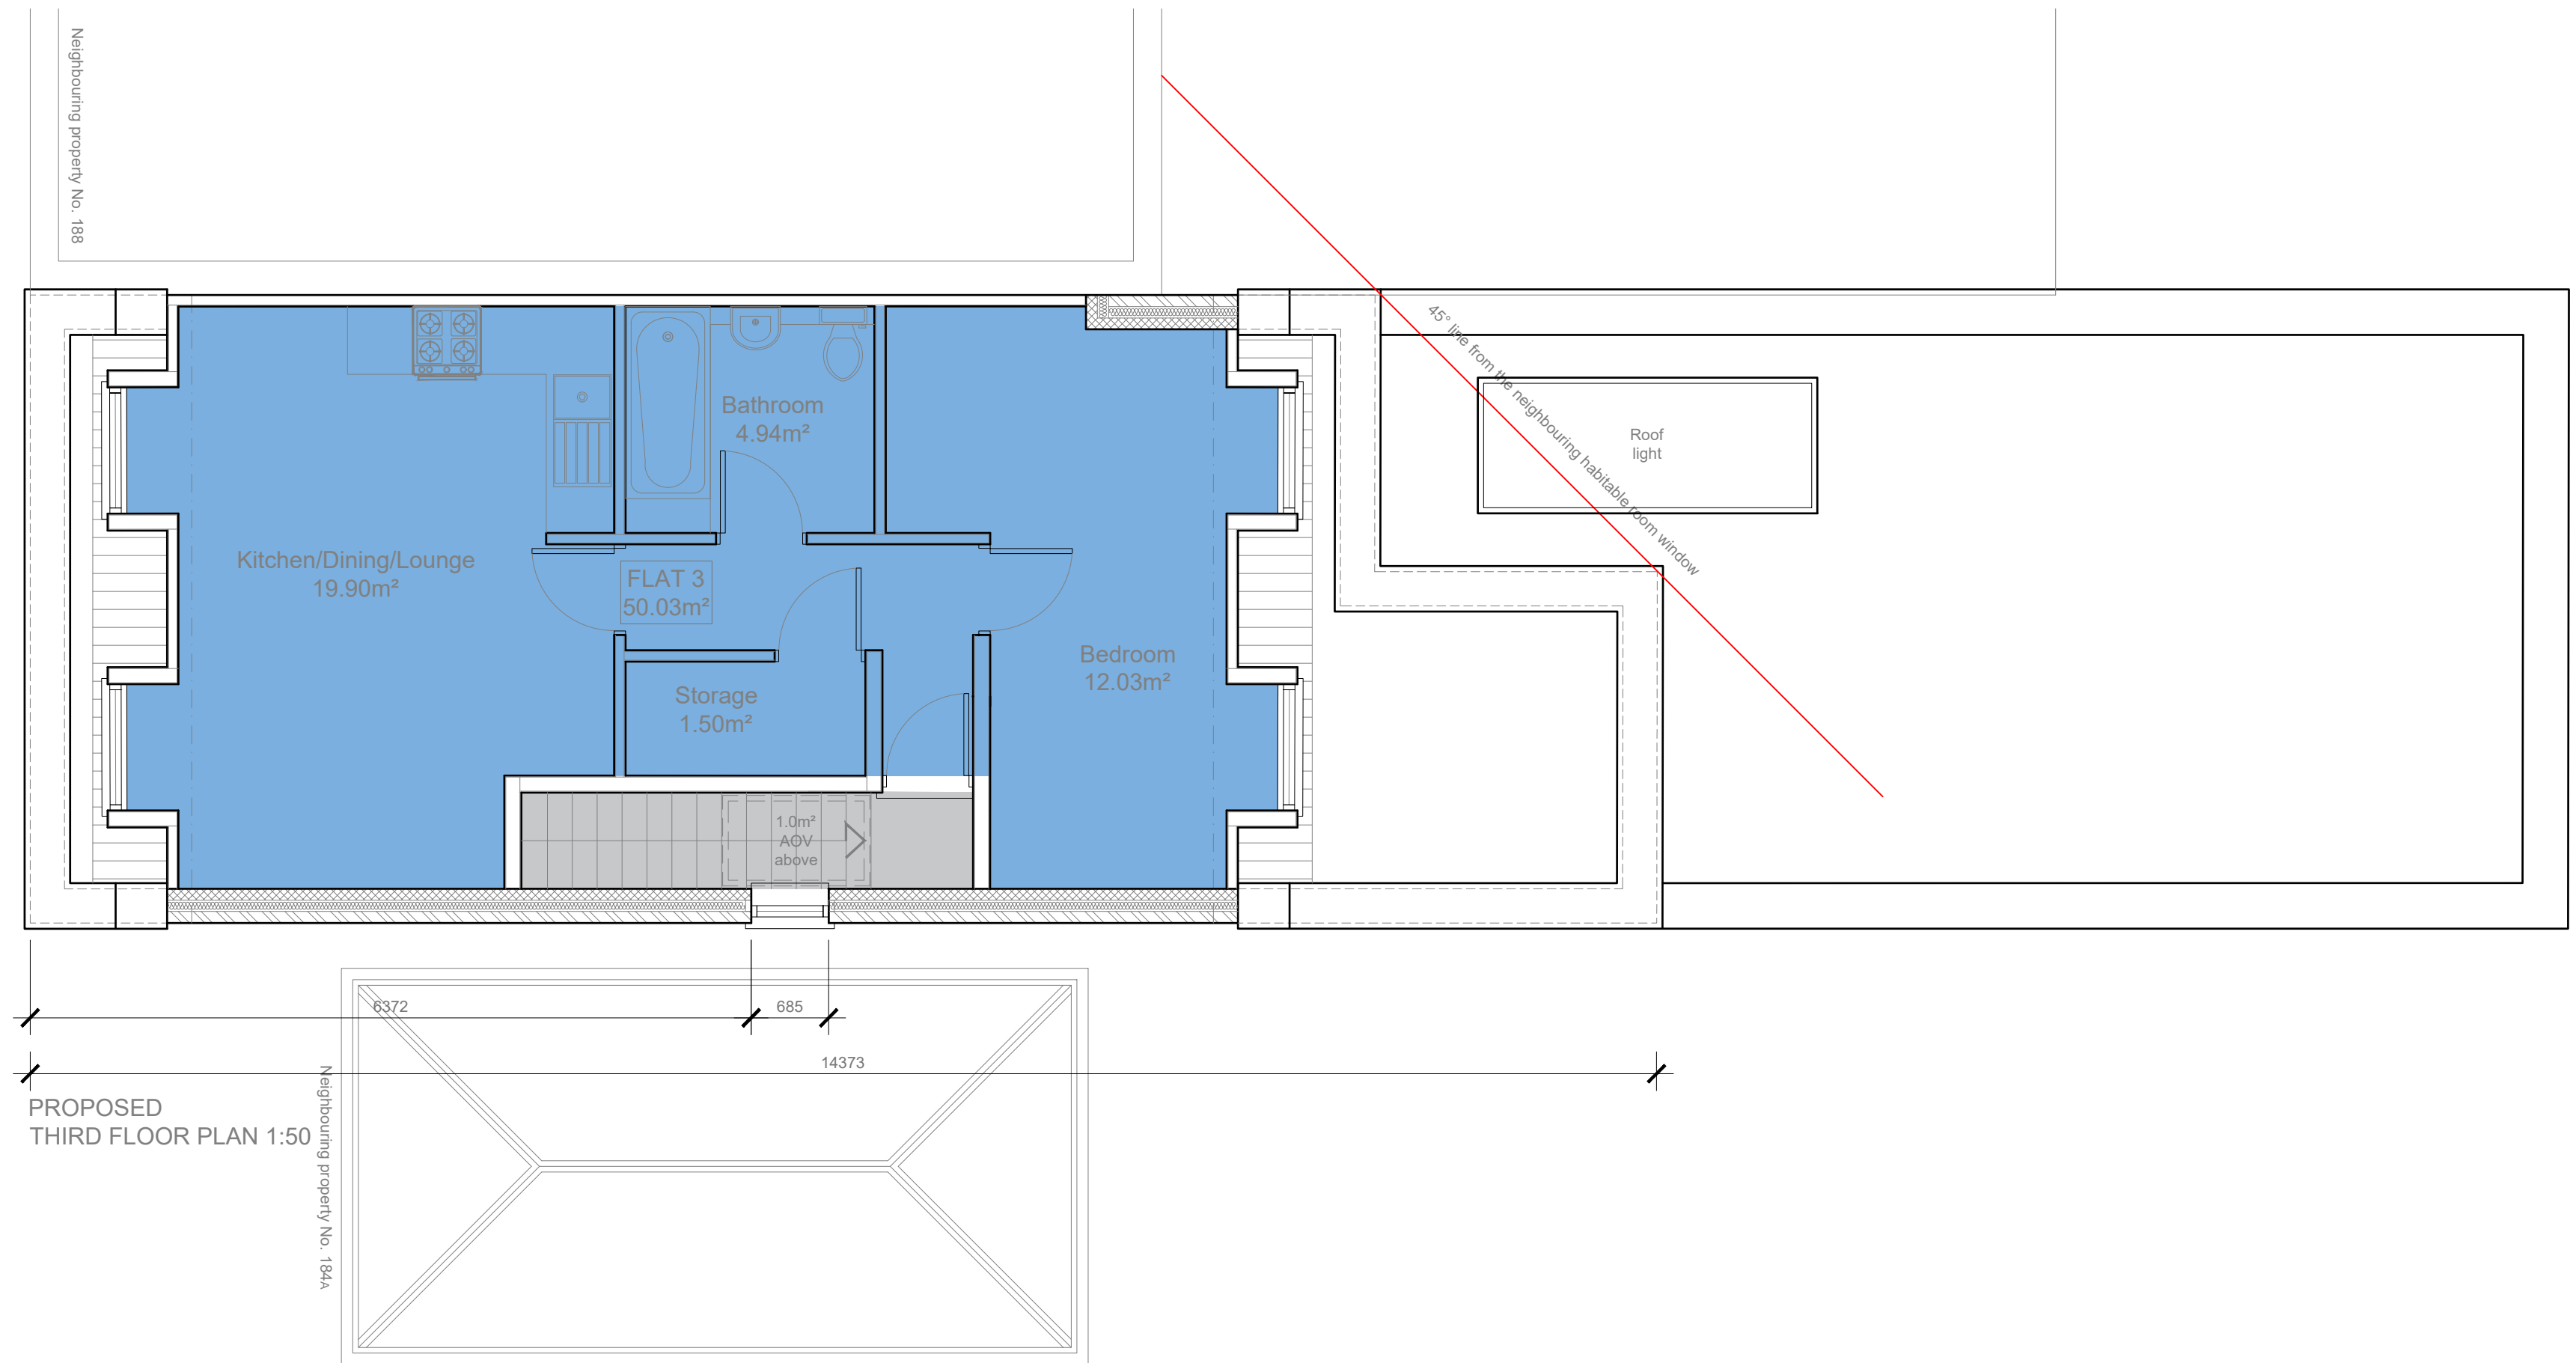 Neighbouring property No. 188
45° line from the neighbouring habitable room window
Roof
light
Bathroom
4.94m²
Kitchen/Dining/Lounge
19.90m²
FLAT 3
50.03m²
Bedroom
12.03m²
Storage
1.50m²
1.0m²
AOV
above
6372
685
14373
PROPOSED
THIRD FLOOR PLAN 1:50
Neighbouring property No. 184A